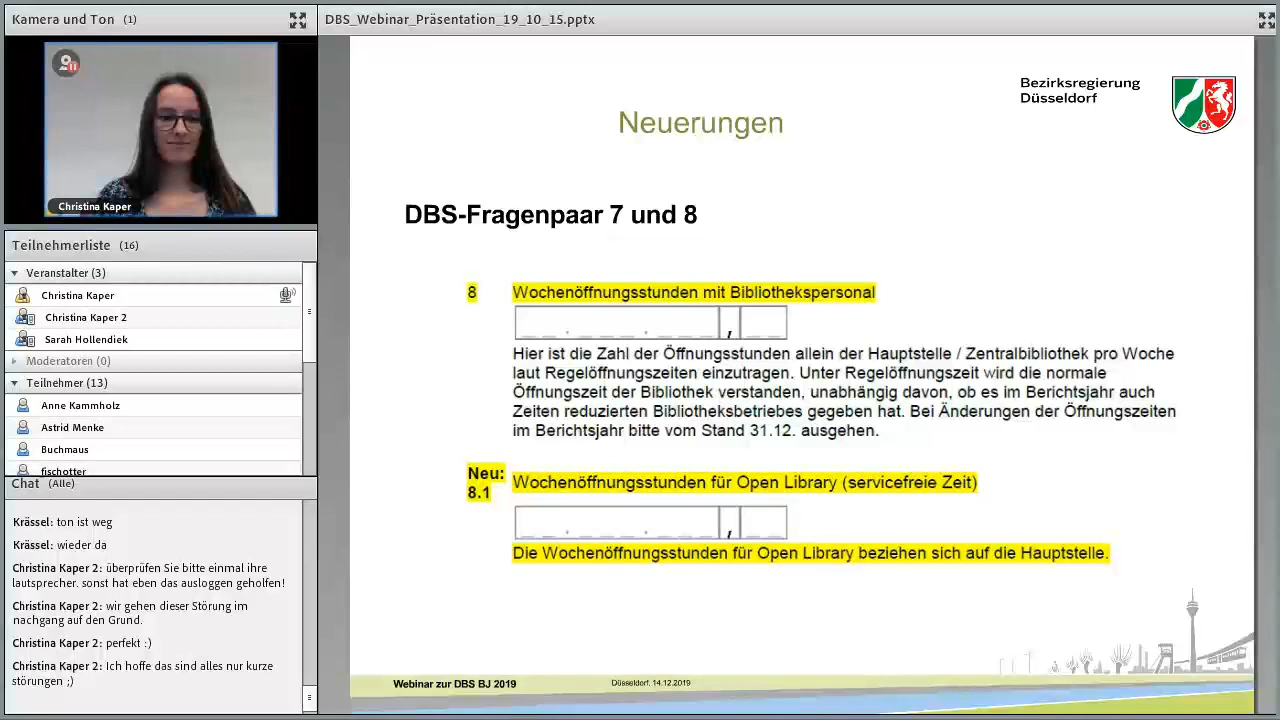 Kamera und Ton (1)
DBS_Webinar_Präsentation_19_10_15.pptx
Christina Kaper
Teilnehmerliste (16)
Veranstalter (3)
Christina Kaper
Christina Kaper 2
Sarah Hollendiek
Moderatoren (0)
Teilnehmer (13)
Anne Kammholz
Astrid Menke
Buchmaus
fischotter
Chat (Alle)
Krässel: ton ist weg
Krässel: wieder da
Christina Kaper 2: überprüfen Sie bitte einmal ihre
lautsprecher. sonst hat eben das ausloggen geholfen!
Christina Kaper 2: wir gehen dieser Störung im
nachgang auf den Grund.
Christina Kaper 2: perfekt :)
Christina Kaper 2: Ich hoffe das sind alles nur kurze
störungen ;)
Bezirksregierung
Düsseldorf
Neuerungen
DBS-Fragenpaar 7 und 8
8 Wochenöffnungsstunden mit Bibliothekspersonal
Hier ist die Zahl der Öffnungsstunden allein der Hauptstelle / Zentralbibliothek pro Woche
laut Regelöffnungszeiten einzutragen. Unter Regelöffnungszeit wird die normale
Öffnungszeit der Bibliothek verstanden, unabhängig davon, ob es im Berichtsjahr auch
Zeiten reduzierten Bibliotheksbetriebes gegeben hat. Bei Änderungen der Öffnungszeiten
im Berichtsjahr bitte vom Stand 31.12. ausgehen.
Neu:
8.1 Wochenöffnungsstunden für Open Library (servicefreie Zeit)
Die Wochenöffnungsstunden für Open Library beziehen sich auf die Hauptstelle.
Webinar zur DBS BJ 2019
Düsseldorf. 14.12.2019